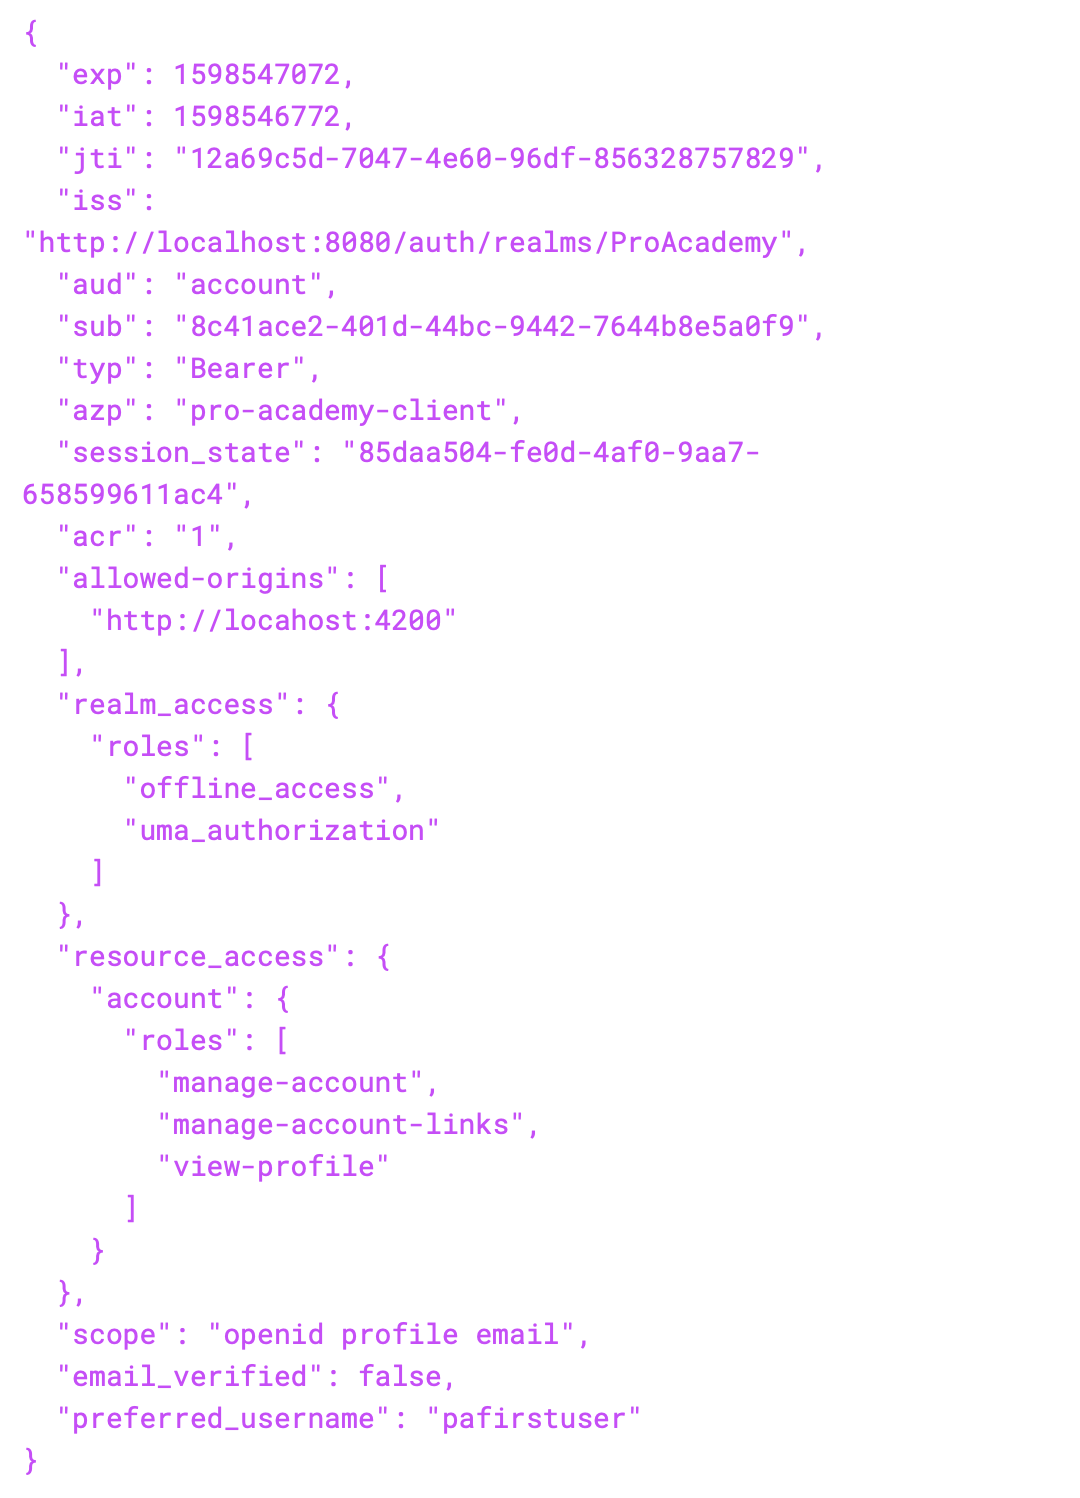 {
  "exp": 1598547072,
  "iat": 1598546772,
  "jti": "12a69c5d-7047-4e60-96df-856328757829",
  "iss":
"http://localhost:8080/auth/realms/ProAcademy",
  "aud": "account",
  "sub": "8c41ace2-401d-44bc-9442-7644b8e5a0f9",
  "typ": "Bearer",
  "azp": "pro-academy-client",
  "session_state": "85daa504-fe0d-4af0-9aa7-
658599611ac4",
  "acr": "1",
  "allowed-origins": [
    "http://locahost:4200"
  ],
  "realm_access": {
    "roles": [
      "offline_access",
      "uma_authorization"
    ]
  },
  "resource_access": {
    "account": {
      "roles": [
        "manage-account",
        "manage-account-links",
        "view-profile"
      ]
    }
  },
  "scope": "openid profile email",
  "email_verified": false,
  "preferred_username": "pafirstuser"
}